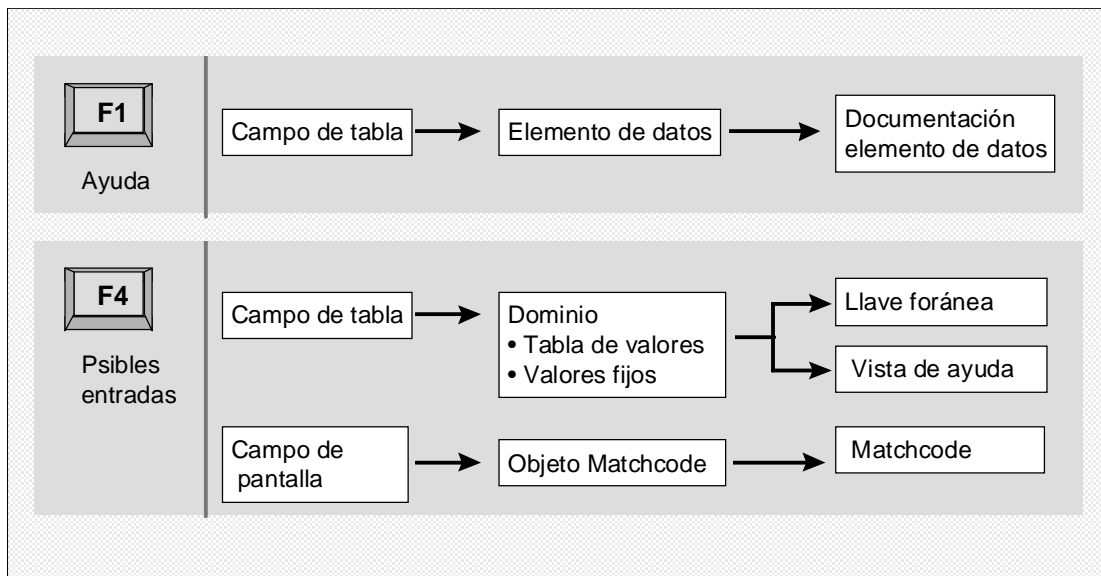 F1
Ayuda
Campo de tabla
Elemento de datos
Documentación
elemento de datos
F4
Psibles
entradas
Campo de tabla
Dominio
• Tabla de valores
• Valores fijos
Llave foránea
Vista de ayuda
Campo de
pantalla
Objeto Matchcode
Matchcode